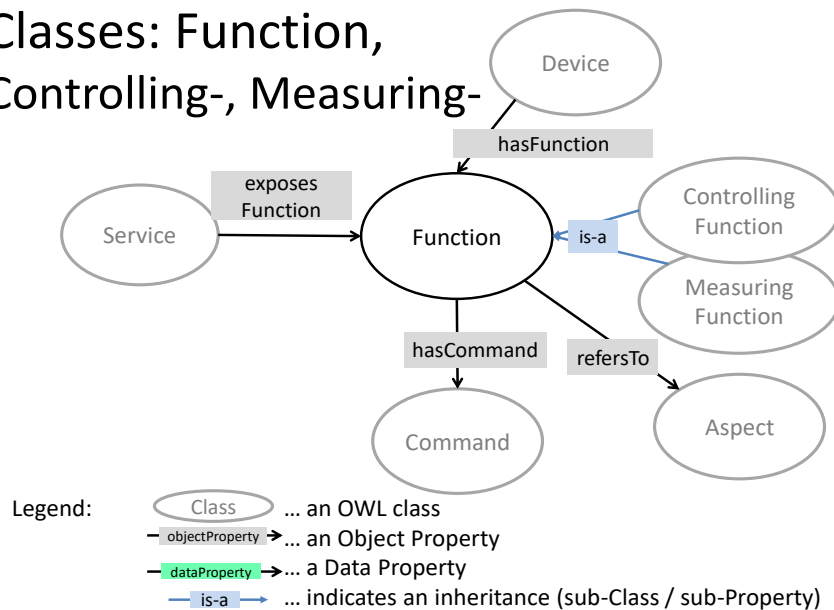 Classes: Function,
Controlling-, Measuring-
Device
hasFunction
exposes
Function
Controlling
Function
Service
Function
is-a
Measuring
Function
hasCommand
refersTo
Command
Aspect
Legend:
Class
... an OWL class
objectProperty
... an Object Property
dataProperty
... a Data Property
is-a
... indicates an inheritance (sub-Class / sub-Property)